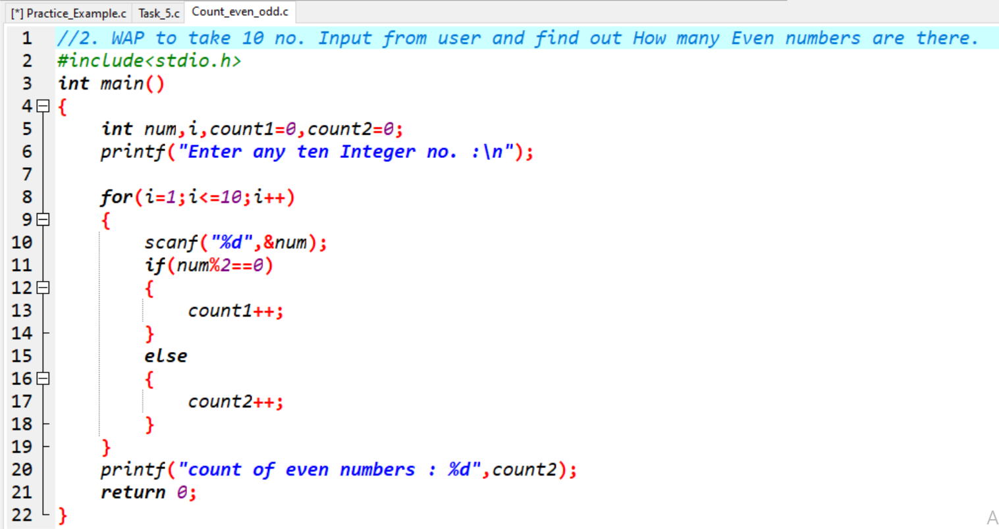 [*] Practice_Example.c Task_5.c Count_even_odd.c
1 //2. WAP to take 10 no. Input from user and find out How many Even numbers are there.
2 #include<stdio.h>
3 int main()
4 {
5 int num,i,count1=0,count2=0;
6 printf("Enter any ten Integer no. :\n");
7
8 for(i=1;i<=10;i++)
9 {
10 scanf("%d",&num);
11 if(num%2==0)
12 {
13 count1++;
14 }
15 else
16 {
17 count2++;
18 }
19 }
20 printf("count of even numbers : %d",count2);
21 return 0;
22 }
A